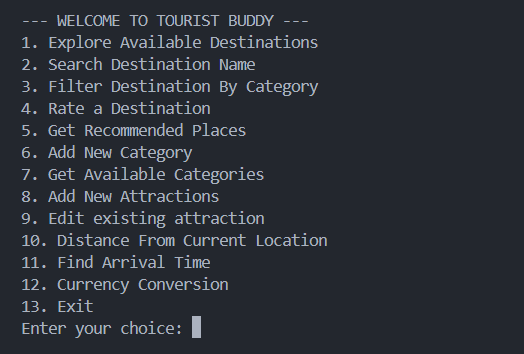 --- WELCOME TO TOURIST BUDDY ---
1. Explore Available Destinations
2. Search Destination Name
3. Filter Destination By Category
4. Rate a Destination
5. Get Recommended Places
6. Add New Category
7. Get Available Categories
8. Add New Attractions
9. Edit existing attraction
10. Distance From Current Location
11. Find Arrival Time
12. Currency Conversion
13. Exit
Enter your choice: